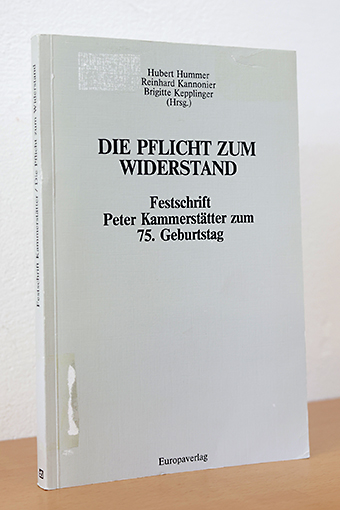 Hubert Hummer
Reinhard Kannonier
Brigitte Kepplinger
(Hrsg.)
DIE PFLICHT ZUM
WIDERSTAND
Festschrift
Peter Kammerstätter zum
75. Geburtstag
Europaverlag
Festschrift Kammerstätter / Die Pflicht zum Widerstand